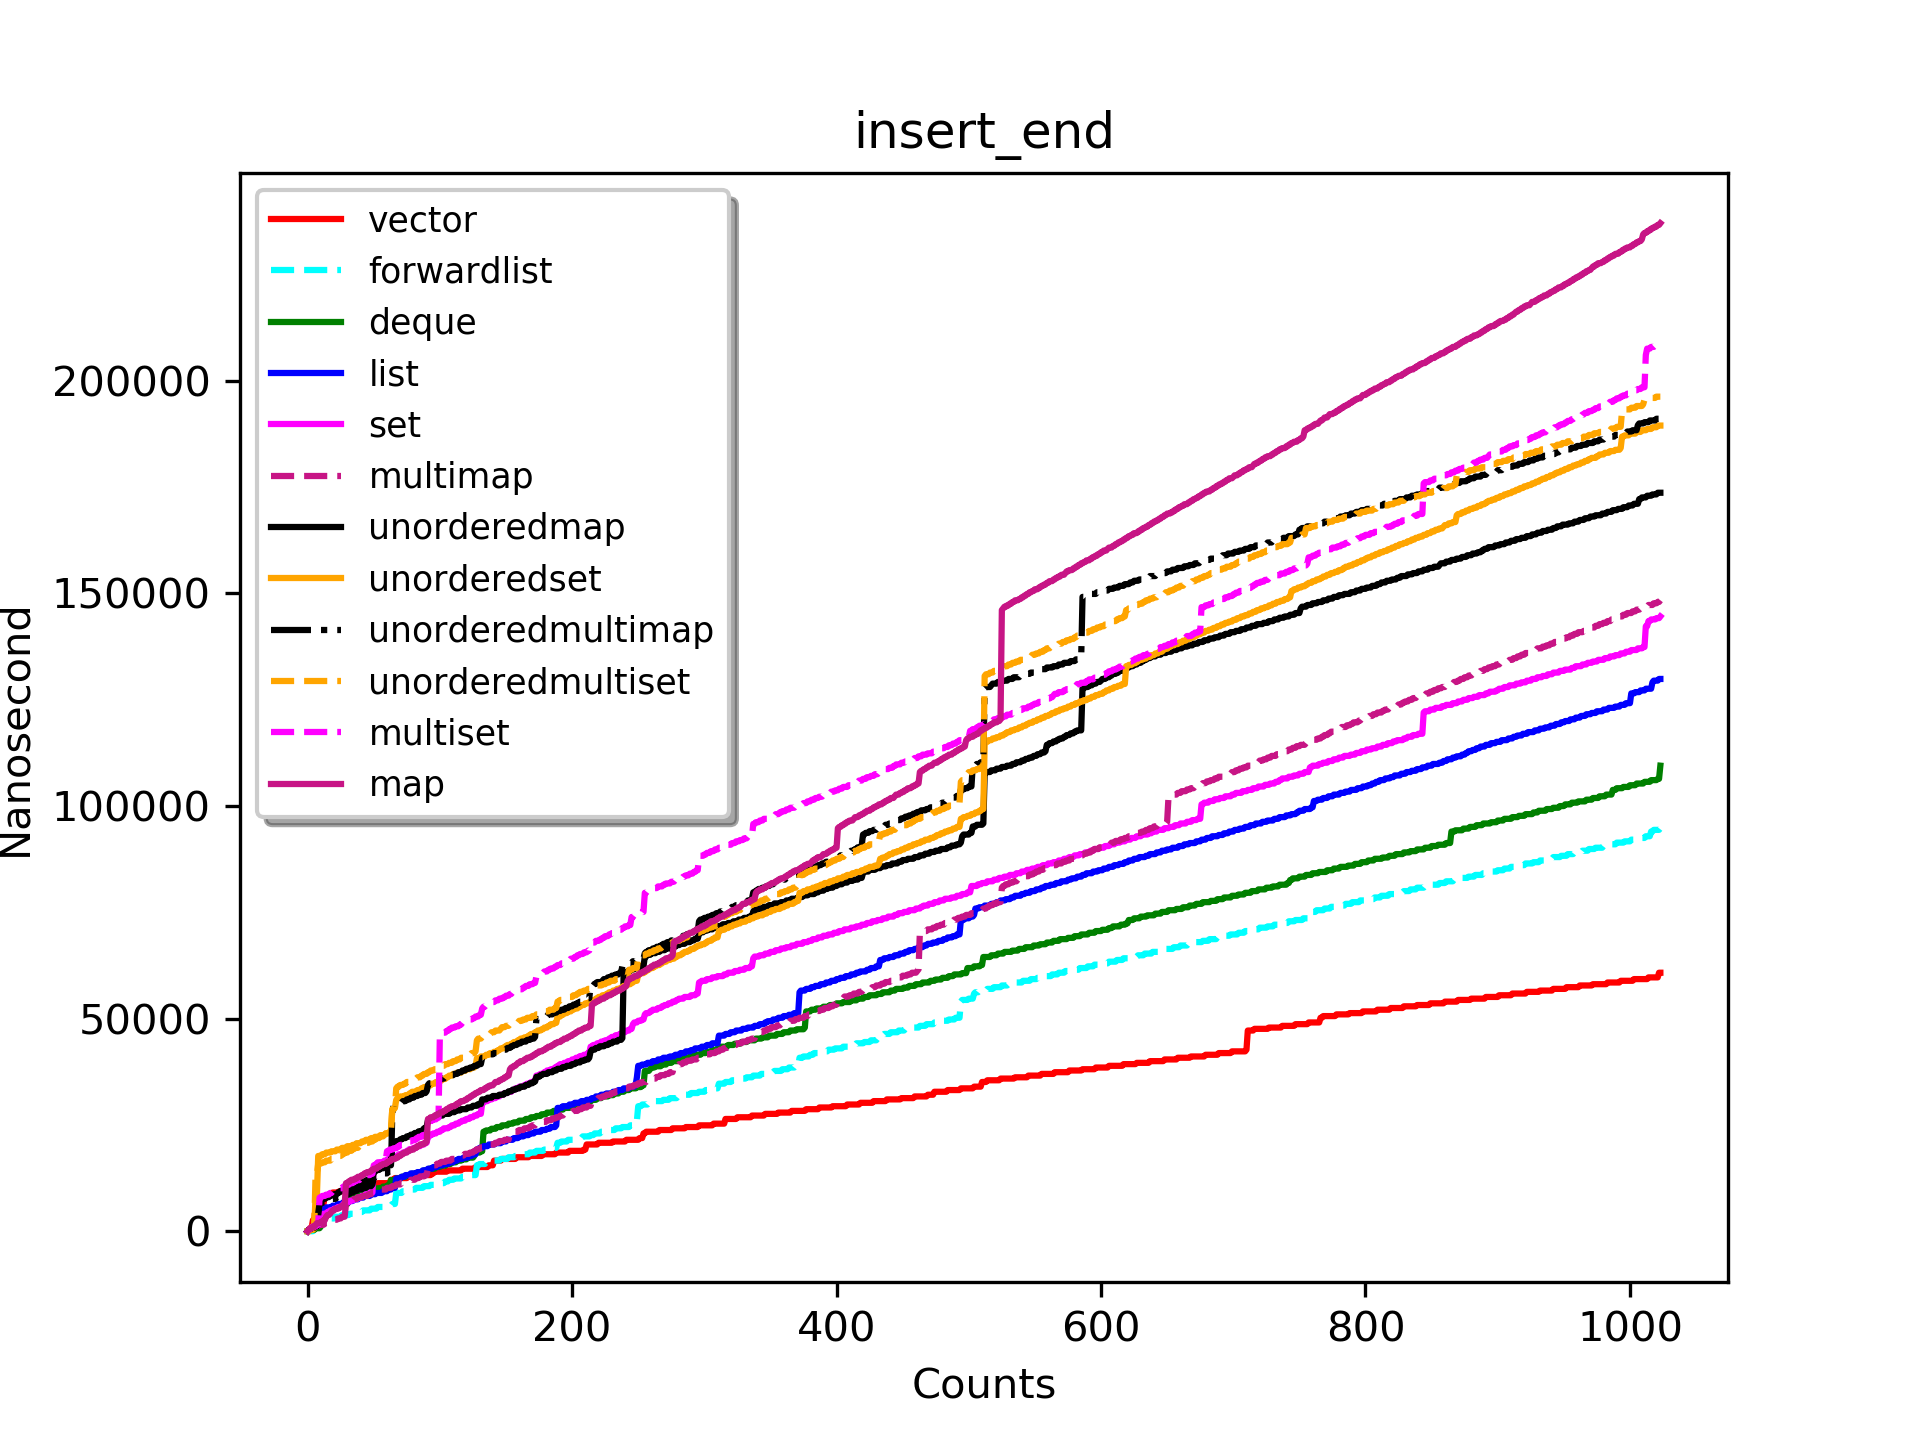 insert_end
vector
forwardlist
deque
list
set
multimap
unorderedmap
unorderedset
unorderedmultimap
unorderedmultiset
multiset
map
200000
150000
100000
50000
0
Nanosecond
0 200 400 600 800 1000
Counts